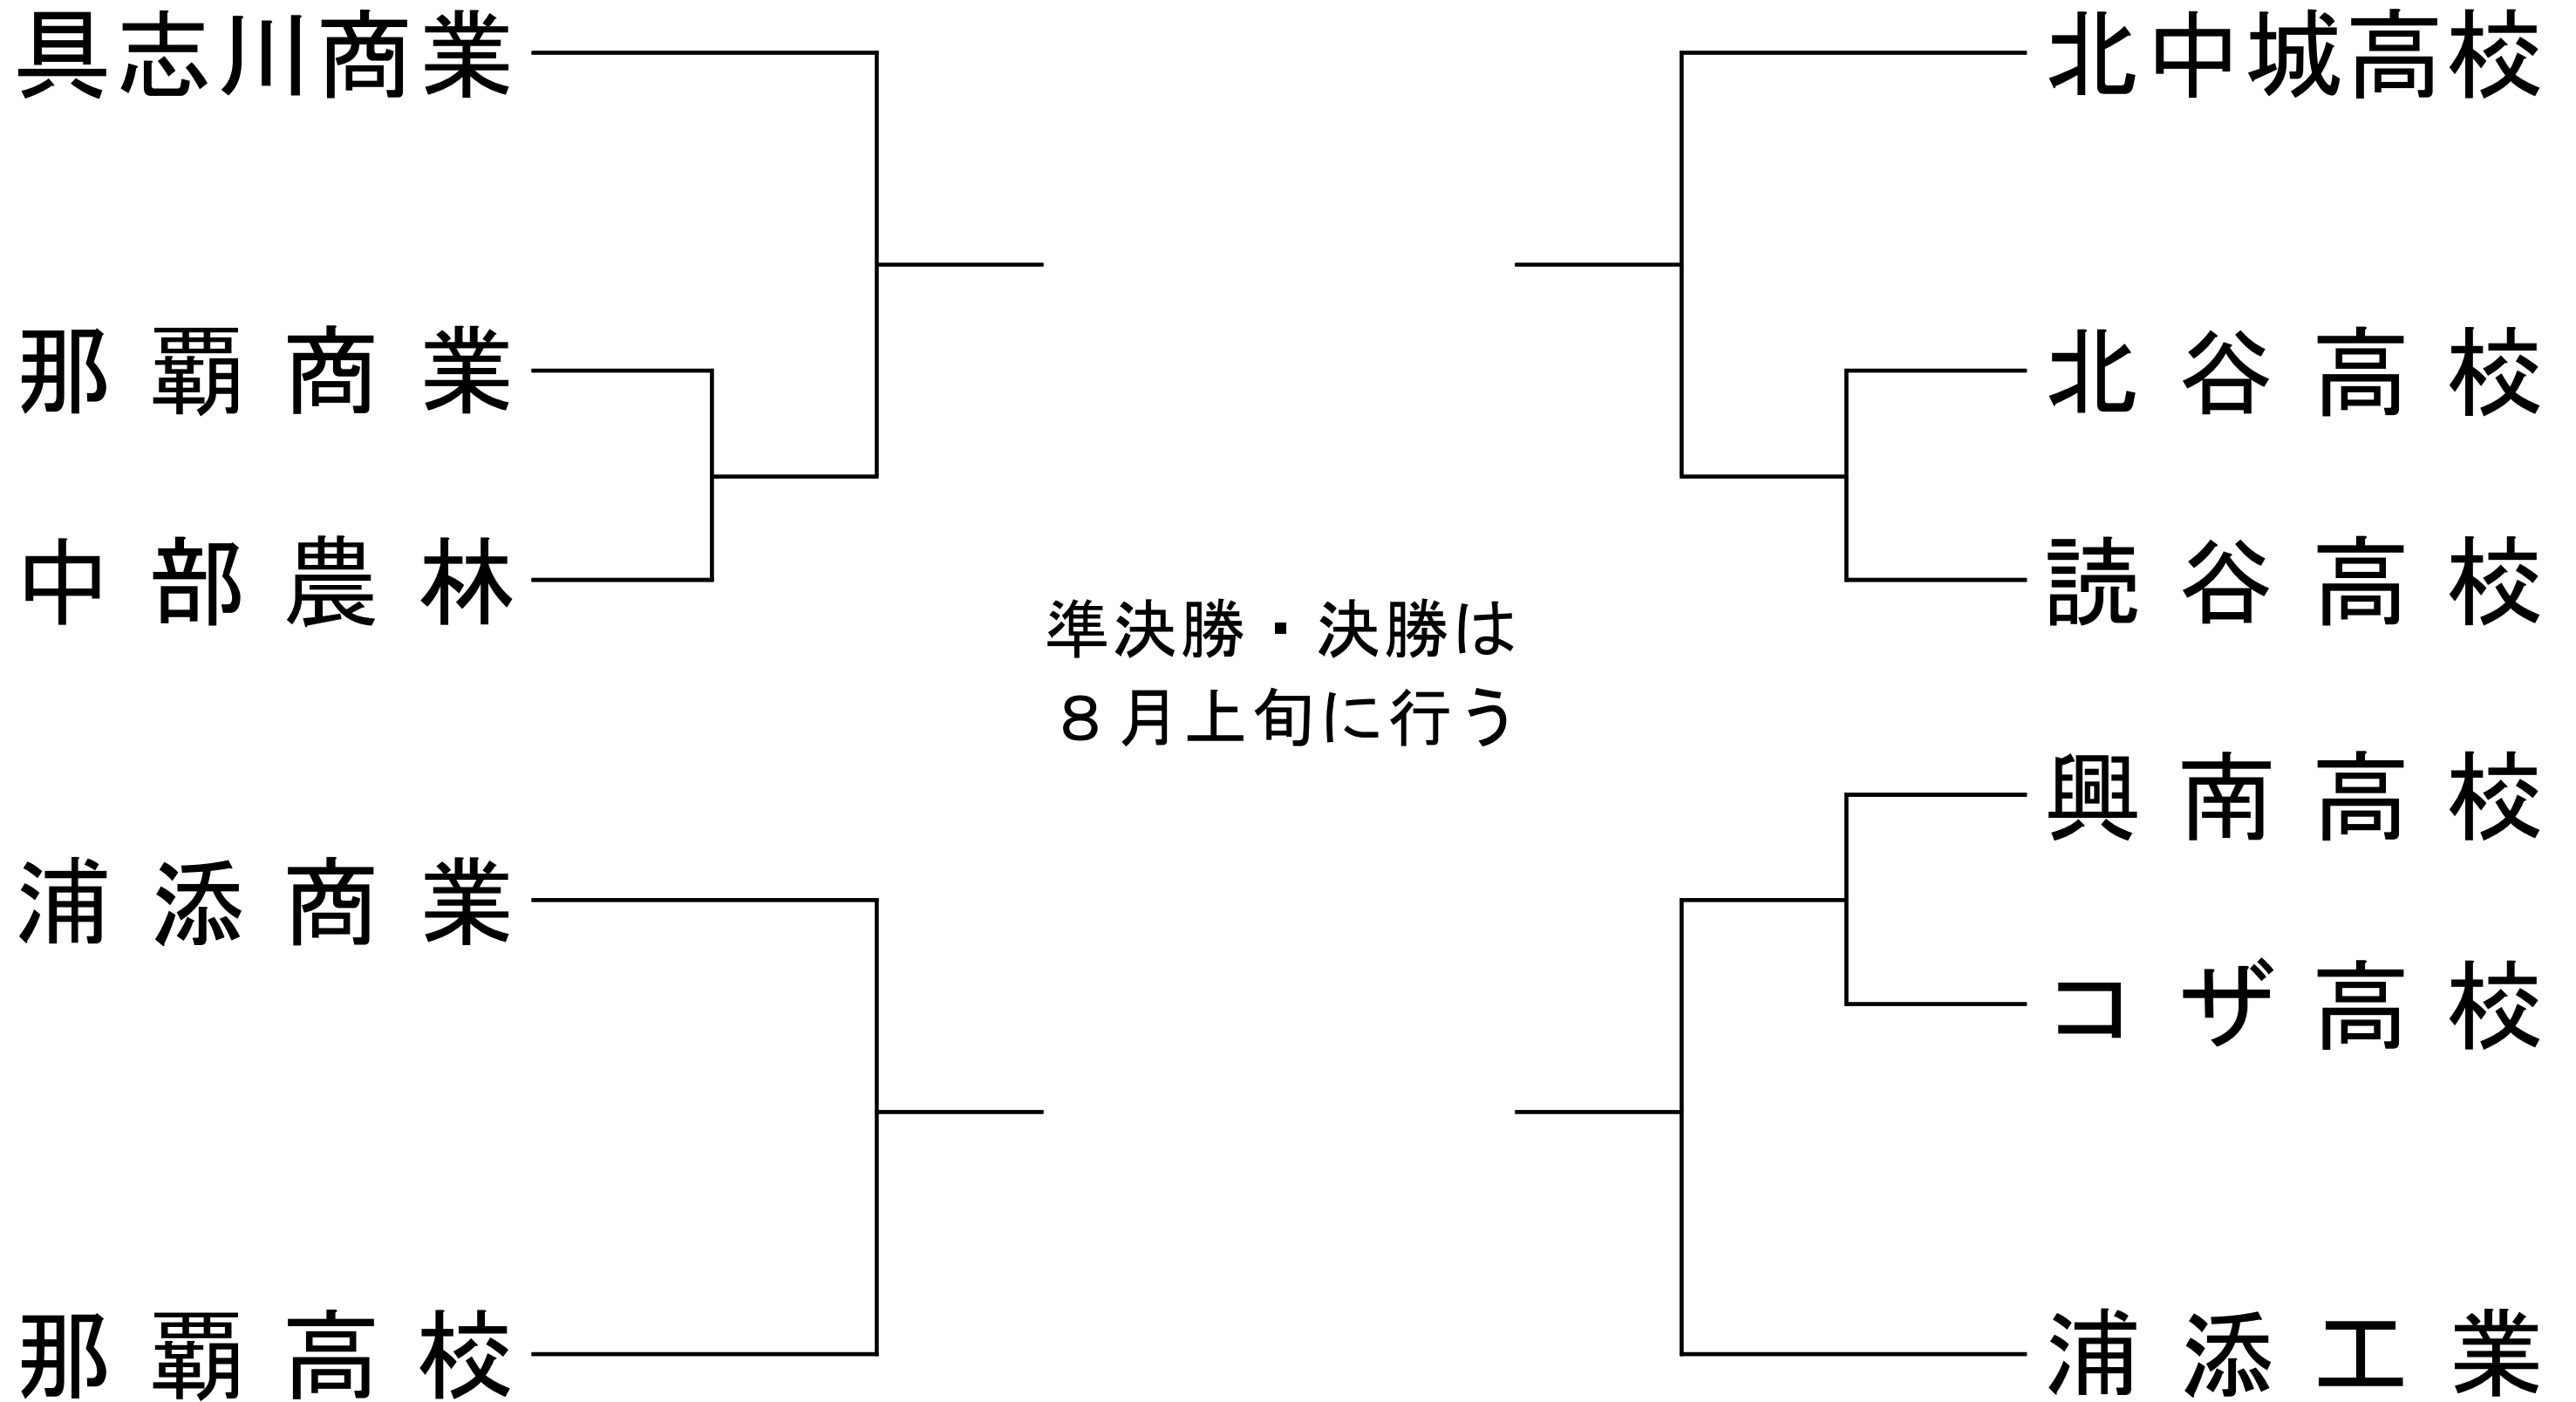 具志川商業
那覇商業
中部農林
浦添商業
那覇高校
準決勝・決勝は
８月上旬に行う
北中城高校
北谷高校
読谷高校
興南高校
コザ高校
浦添工業